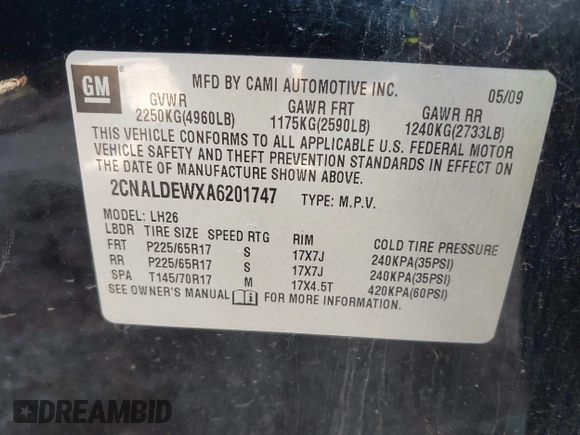 GM
MFD BY CAMI AUTOMOTIVE INC. 05/09
GVWR GAWR FRT GAWR RR
2250KG(4960LB) 1175KG(2590LB) 1240KG(2733LB)
THIS VEHICLE CONFORMS TO ALL APPLICABLE U.S. FEDERAL MOTOR
VEHICLE SAFETY AND THEFT PREVENTION STANDARDS IN EFFECT ON
THE DATE OF MANUFACTURE SHOWN ABOVE.
2CNALDEWXA6201747 TYPE: M.P.V.
MODEL: LH26
LBDR TIRE SIZE SPEED RTG RIM COLD TIRE PRESSURE
FRT P225/65R17 S 17X7J 240KPA(35PSI)
RR P225/65R17 S 17X7J 240KPA(35PSI)
SPA T145/70R17 M 17X4.5T 420KPA(60PSI)
SEE OWNER'S MANUAL FOR MORE INFORMATION.
DREAMBID